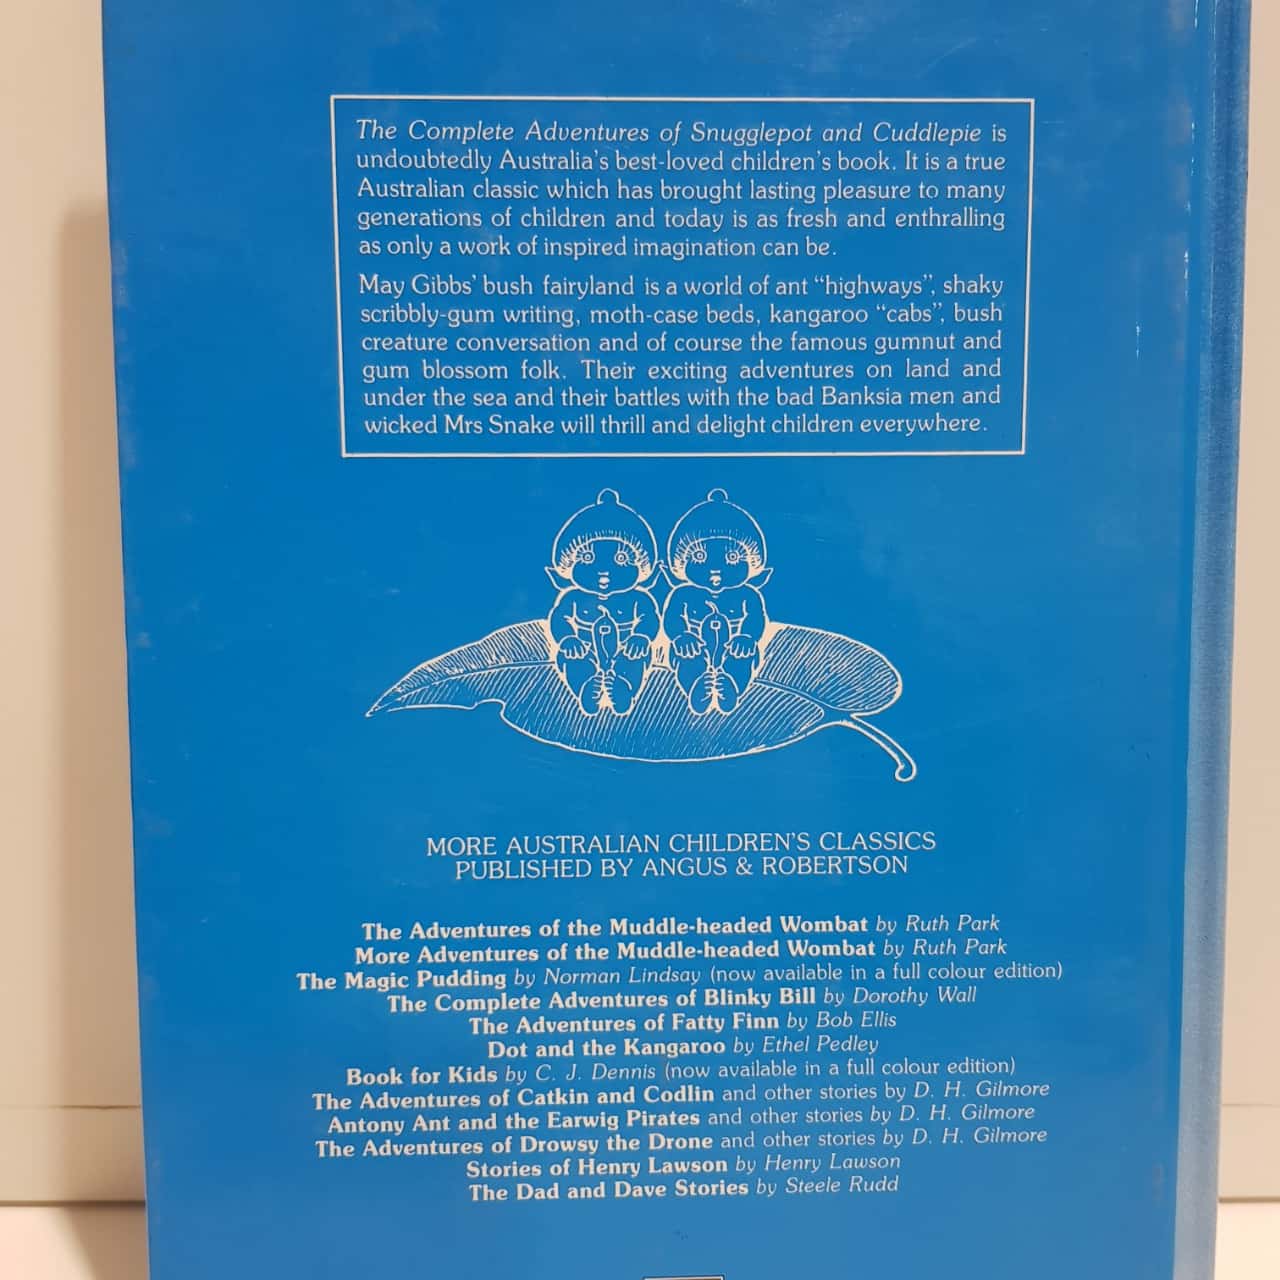 The Complete Adventures of Snugglepot and Cuddlepie is
undoubtedly Australia's best-loved children's book. It is a true
Australian classic which has brought lasting pleasure to many
generations of children and today is as fresh and enthralling
as only a work of inspired imagination can be.
May Gibbs' bush fairyland is a world of ant “highways”, shaky
scribbly-gum writing, moth-case beds, kangaroo “cabs”, bush
creature conversation and of course the famous gumnut and
gum blossom folk. Their exciting adventures on land and
under the sea and their battles with the bad Banksia men and
wicked Mrs Snake will thrill and delight children everywhere.
MORE AUSTRALIAN CHILDREN'S CLASSICS
PUBLISHED BY ANGUS & ROBERTSON
The Adventures of the Muddle-headed Wombat by Ruth Park
More Adventures of the Muddle-headed Wombat by Ruth Park
The Magic Pudding by Norman Lindsay (now available in a full colour edition)
The Complete Adventures of Blinky Bill by Dorothy Wall
The Adventures of Fatty Finn by Bob Ellis
Dot and the Kangaroo by Ethel Pedley
Book for Kids by C. J. Dennis (now available in a full colour edition)
The Adventures of Catkin and Codlin and other stories by D. H. Gilmore
Antony Ant and the Earwig Pirates and other stories by D. H. Gilmore
The Adventures of Drowsy the Drone and other stories by D. H. Gilmore
Stories of Henry Lawson by Henry Lawson
The Dad and Dave Stories by Steele Rudd